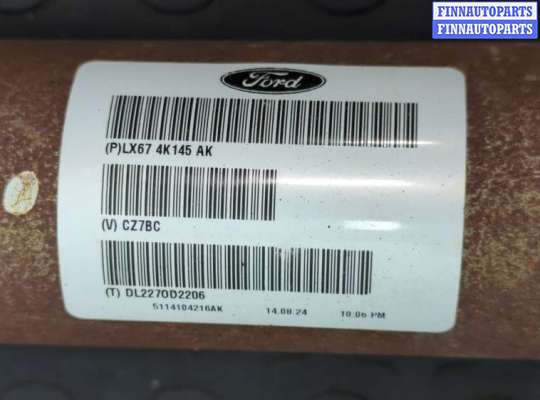 FINNAUTOPARTS
FINNAUTOPARTS
Ford
(P)LX67 4K145 AK
(V) CZ7BC
(T) DL2270D2206
5114104216AK 14.08.24 10:06 PM